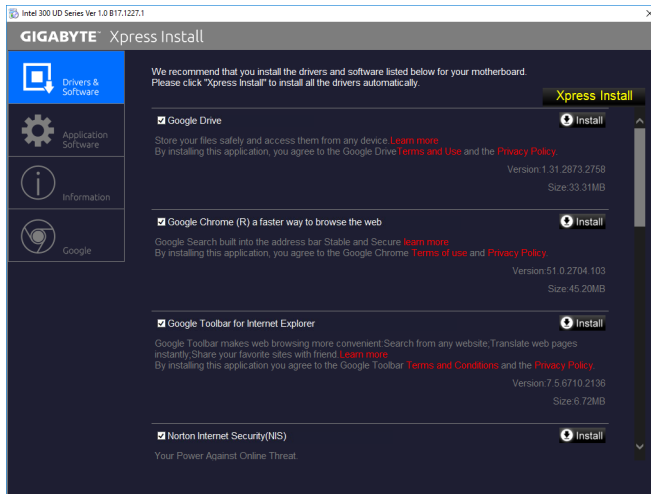 Intel 300 UD Series Ver 1.0 B17.1227.1
GIGABYTE™ Xpress Install
Drivers &
Software
Application
Software
Information
Google
We recommend that you install the drivers and software listed below for your motherboard.
Please click "Xpress Install" to install all the drivers automatically.
Xpress Install
Google Drive
Install
Store your files safely and access them from any device.Learn more
By installing this application, you agree to the Google DriveTerms and Use and the Privacy Policy.
Version:1.31.2873.2758
Size:33.31MB
Google Chrome (R) a faster way to browse the web
Install
Google Search built into the address bar Stable and Secure learn more
By installing this application, you agree to the Google Chrome Terms of use and Privacy Policy.
Version:51.0.2704.103
Size:45.20MB
Google Toolbar for Internet Explorer
Install
Google Toolbar makes web browsing more convenient.Search from any website;Translate web pages
instantly;Share your favorite sites with friend.Learn more
By installing this application you agree to the Google Toolbar Terms and Conditions and the Privacy Policy.
Version:7.5.6710.2136
Size:6.72MB
Norton Internet Security(NIS)
Install
Your Power Against Online Threat.